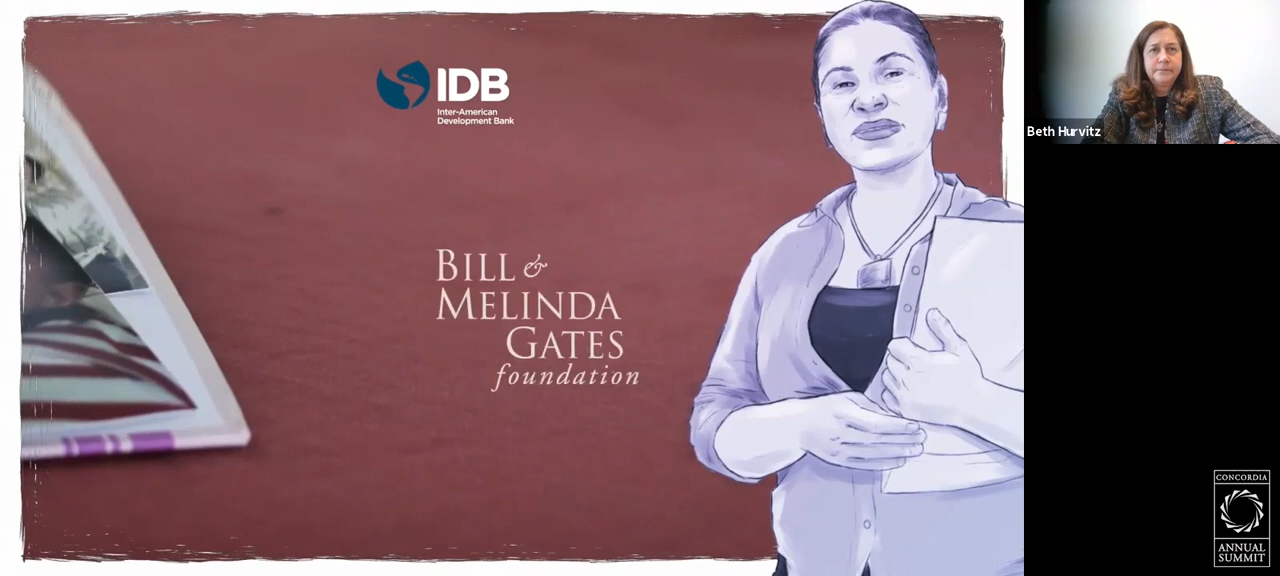 IDB
Inter-American
Development Bank
BILL &
MELINDA
GATES
foundation
Beth Hurvitz
CONCORDIA
ANNUAL
SUMMIT